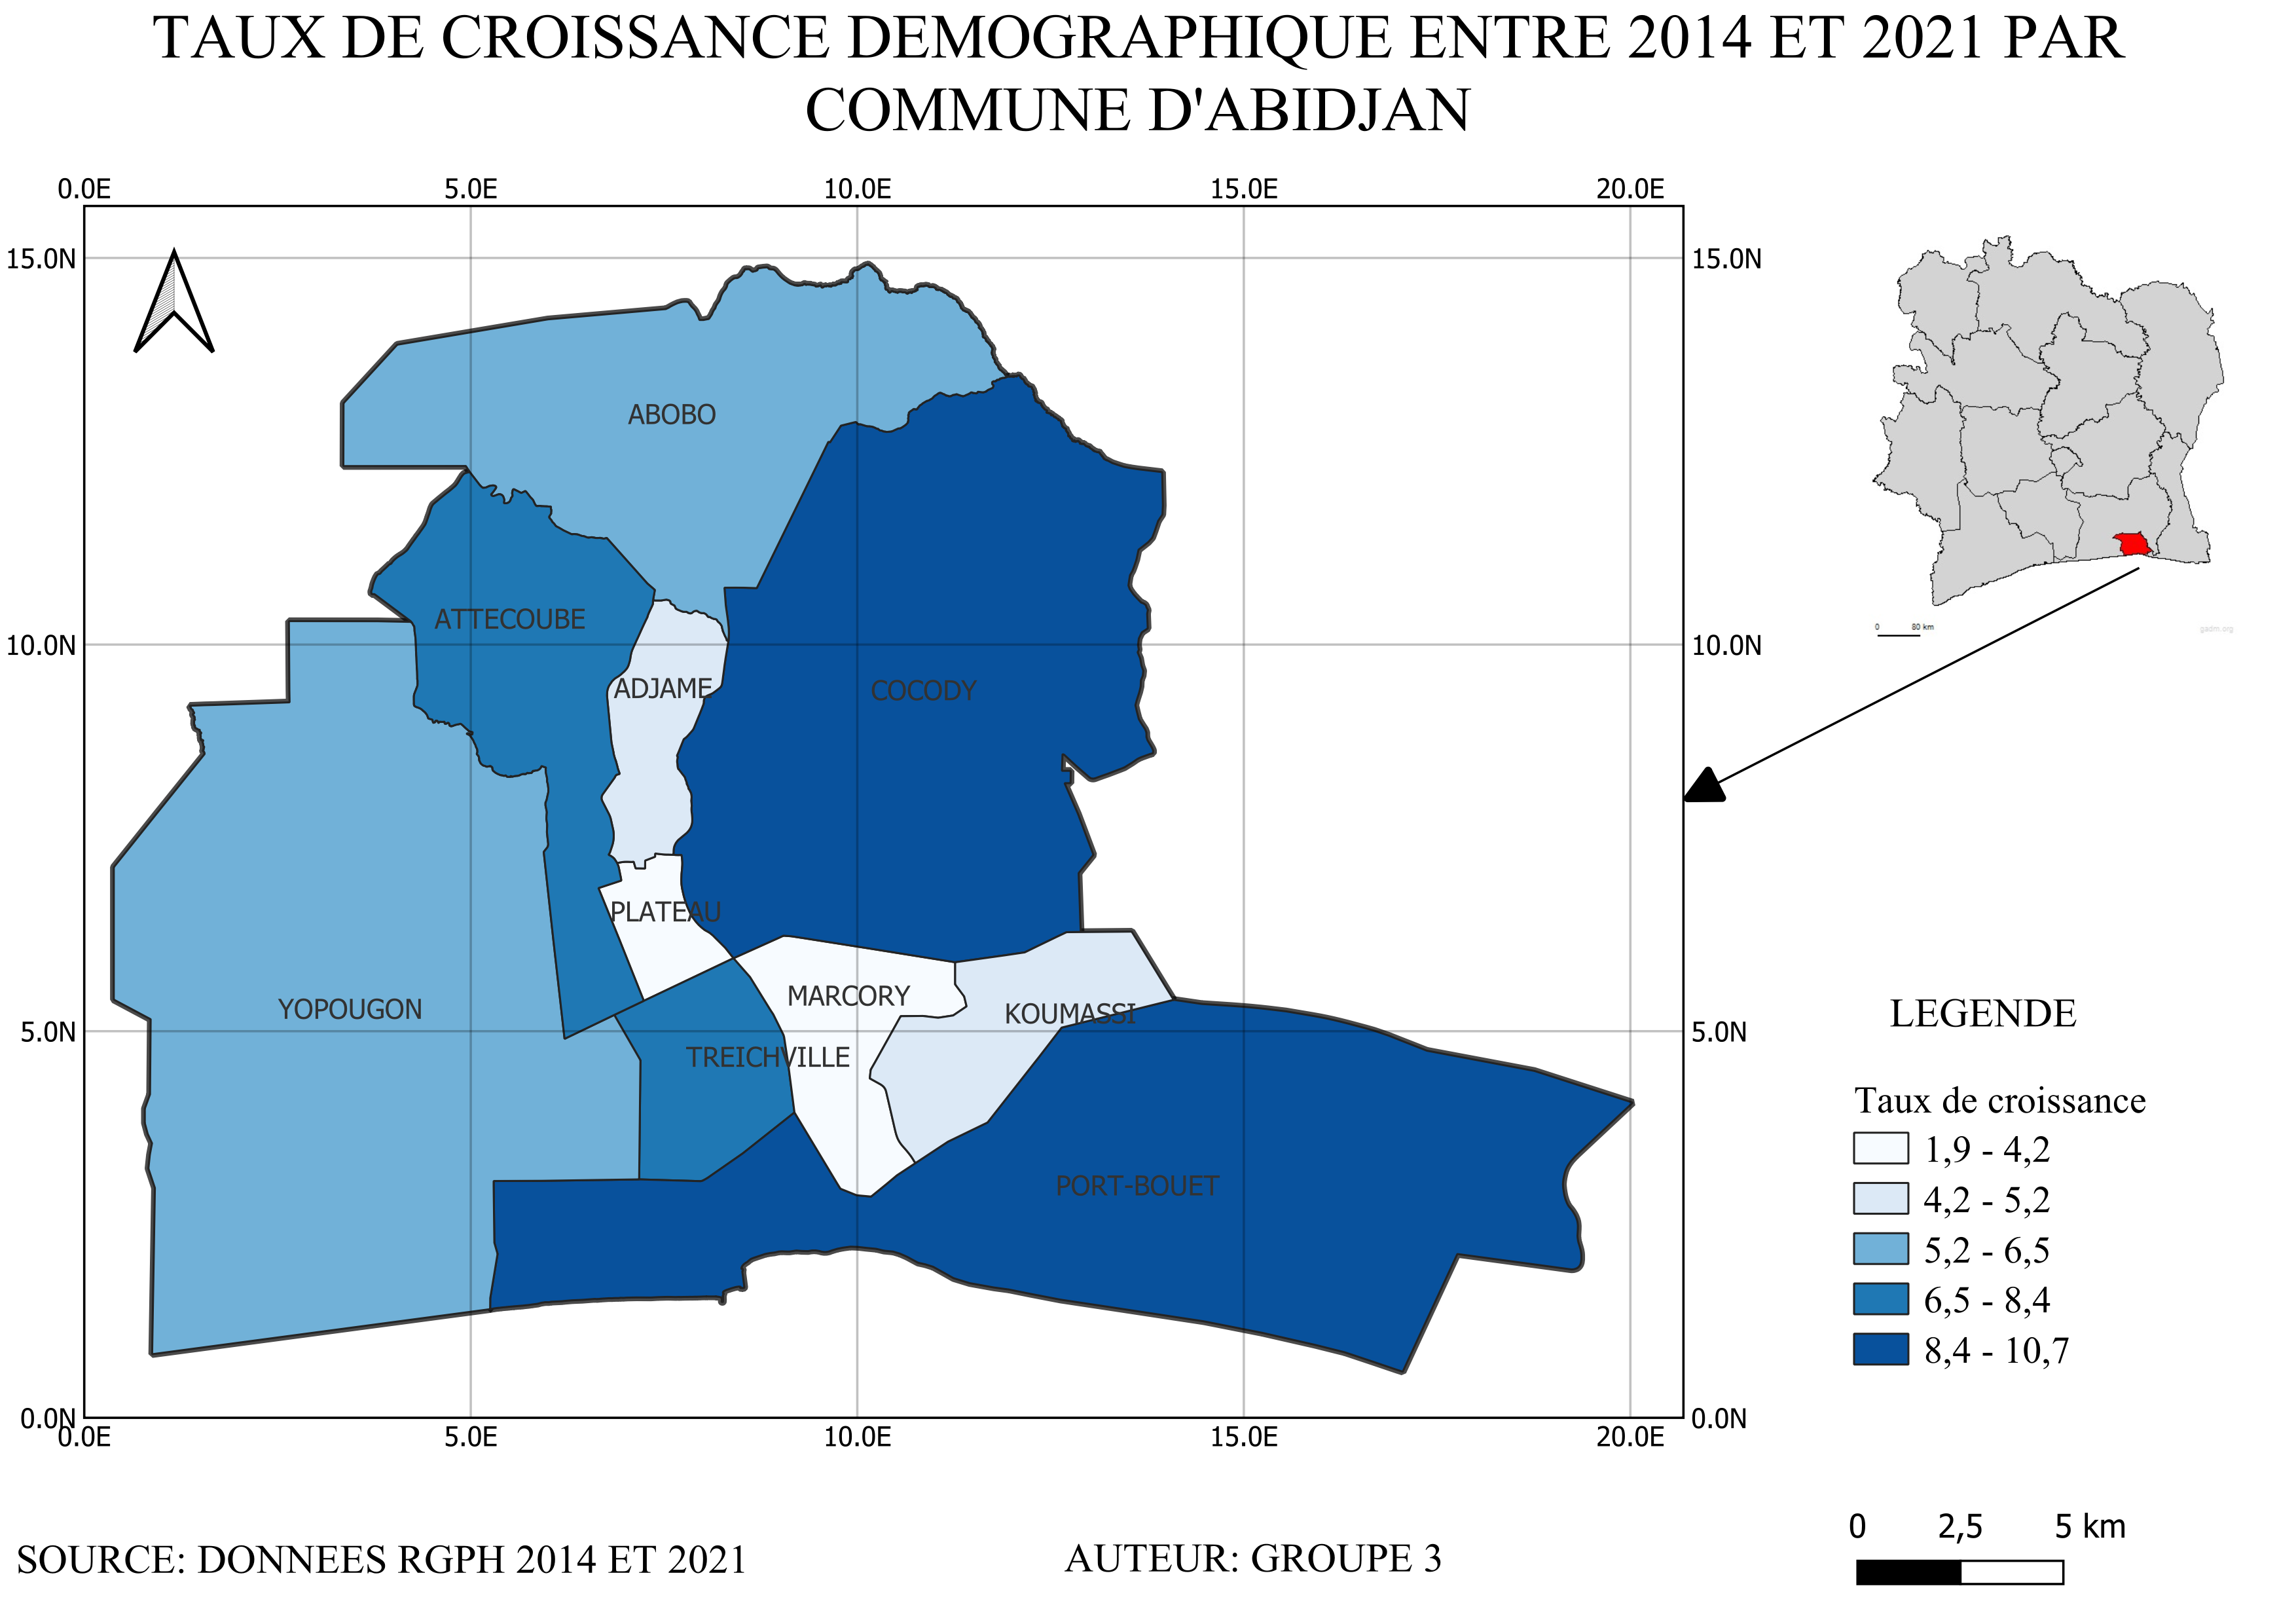 TAUX DE CROISSANCE DEMOGRAPHIQUE ENTRE 2014 ET 2021 PAR
COMMUNE D'ABIDJAN
0.0E 5.0E 10.0E 15.0E 20.0E
15.0N 15.0N
ABOBO
ATTECOUBE
0 80 km
gadm.org
10.0N 10.0N
ADJAME COCODY
PLATEAU
MARCORY
YOPOUGON KOUMASSI
LEGENDE
5.0N 5.0N
TREICHVILLE
Taux de croissance
1,9 - 4,2
PORT-BOUET
4,2 - 5,2
5,2 - 6,5
6,5 - 8,4
8,4 - 10,7
0.0N 0.0N
0.0E 5.0E 10.0E 15.0E 20.0E
0 2,5 5 km
SOURCE: DONNEES RGPH 2014 ET 2021 AUTEUR: GROUPE 3